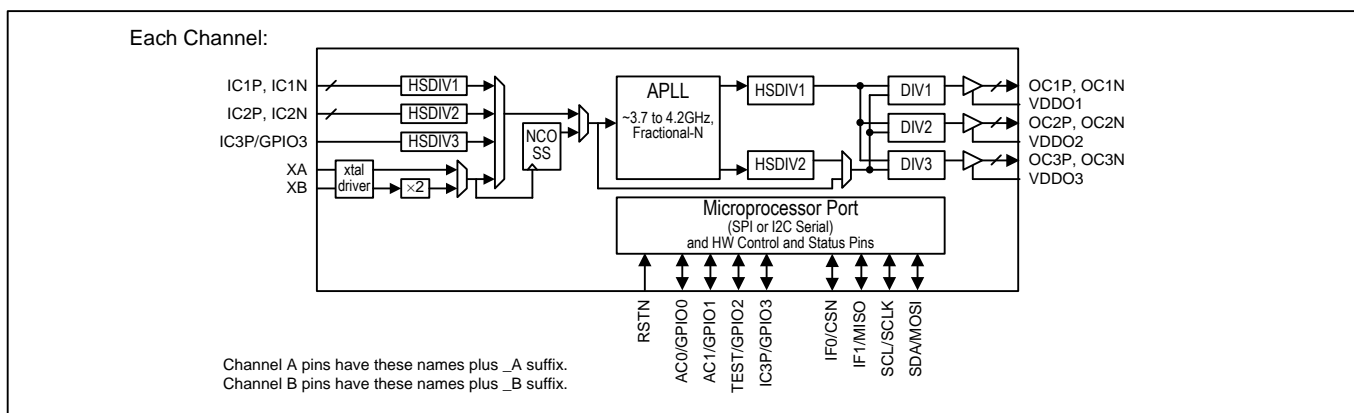 Each Channel:
IC1P, IC1N
IC2P, IC2N
IC3P/GPIO3
XA
XB
HSDIV1
HSDIV2
HSDIV3
xtal
driver
×2
NCO
SS
APLL
~3.7 to 4.2GHz,
Fractional-N
HSDIV1
HSDIV2
DIV1
DIV2
DIV3
OC1P, OC1N
VDDO1
OC2P, OC2N
VDDO2
OC3P, OC3N
VDDO3
Microprocessor Port
(SPI or I2C Serial)
and HW Control and Status Pins
RSTN
AC0/GPIO0
AC1/GPIO1
TEST/GPIO2
IC3P/GPIO3
IF0/CSN
IF1/MISO
SCL/SCLK
SDA/MOSI
Channel A pins have these names plus _A suffix.
Channel B pins have these names plus _B suffix.